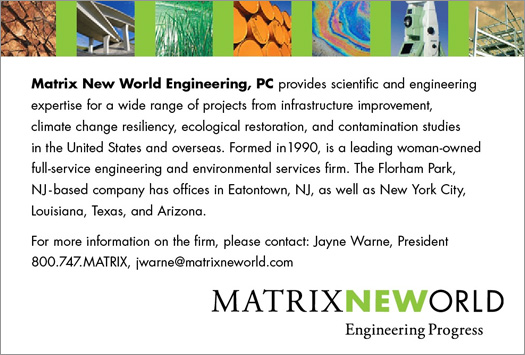 Matrix New World Engineering, PC provides scientific and engineering
expertise for a wide range of projects from infrastructure improvement,
climate change resiliency, ecological restoration, and contamination studies
in the United States and overseas. Formed in1990, is a leading woman-owned
full-service engineering and environmental services firm. The Florham Park,
NJ-based company has offices in Eatontown, NJ, as well as New York City,
Louisiana, Texas, and Arizona.
For more information on the firm, please contact: Jayne Warne, President
800.747.MATRIX, jwarne@matrixneworld.com
MATRIXNEWORLD
Engineering Progress